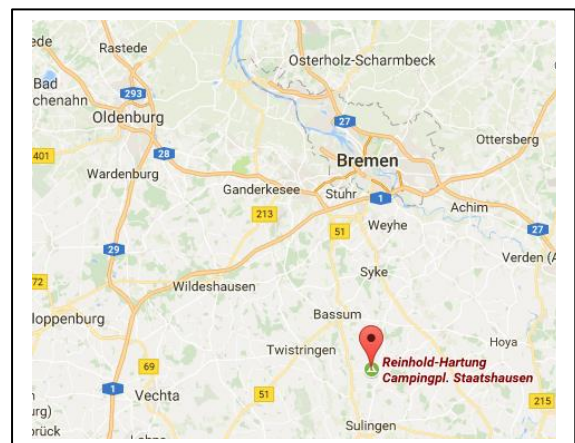 Rastede
Osterholz-Scharmbeck
Bad
293
Oldenburg
27
Ottersberg
401
28
Bremen
Wardenburg
Ganderkesee
Stuhr
1
Achim
213
51
Weyhe
27
29
Syke
Verden (A
72
Wildeshausen
Bassum
loppenburg
Twistringen
Hoya
Reinhold-Hartung
Campingpl. Staatshausen
69
1
Vechta
51
215
Sulingen